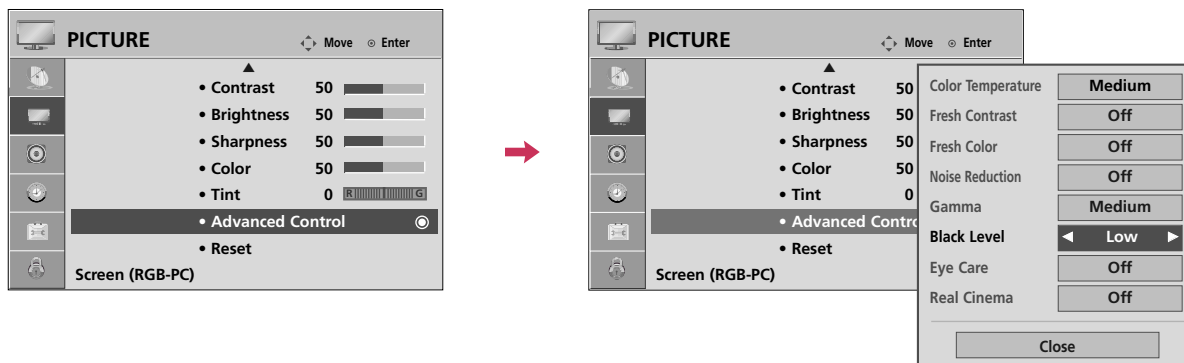 PICTURE Move Enter
• Contrast 50
• Brightness 50
• Sharpness 50
• Color 50
• Tint 0 R G
• Advanced Control
• Reset
Screen (RGB-PC)
PICTURE Move Enter
• Contrast 50
• Brightness 50
• Sharpness 50
• Color 50
• Tint 0
• Advanced Contro
• Reset
Screen (RGB-PC)
Color Temperature Medium
Fresh Contrast Off
Fresh Color Off
Noise Reduction Off
Gamma Medium
Black Level ◀ Low ▶
Eye Care Off
Real Cinema Off
Close